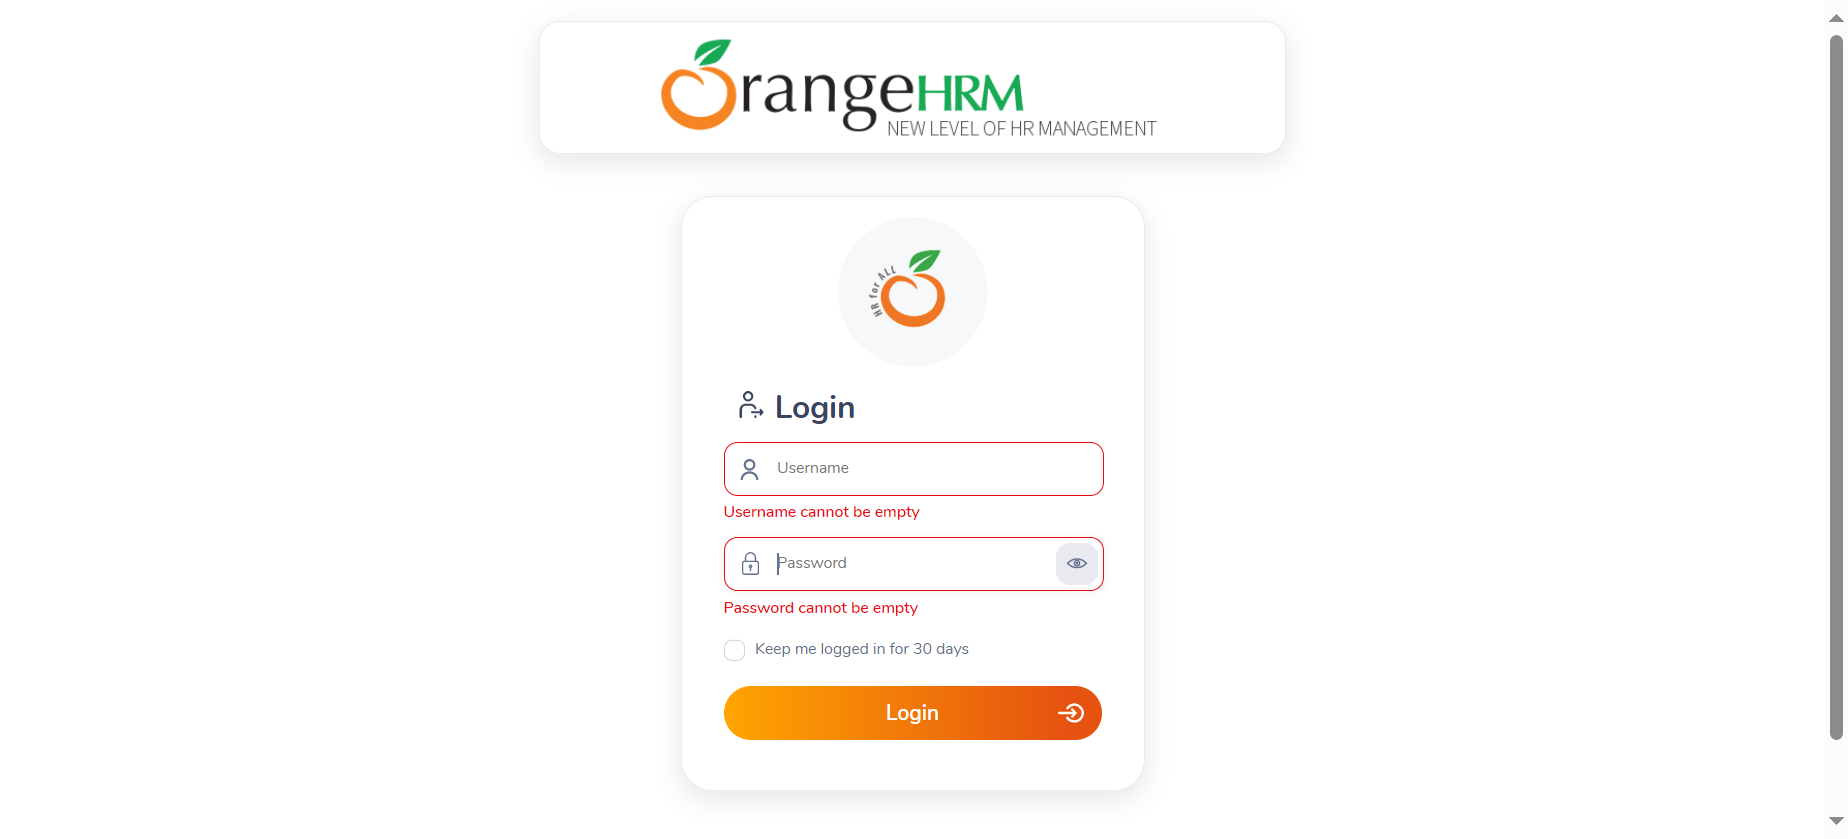 OrangeHRM
NEW LEVEL OF HR MANAGEMENT
HR for ALL
Login
Username
Username cannot be empty
Password
Password cannot be empty
Keep me logged in for 30 days
Login